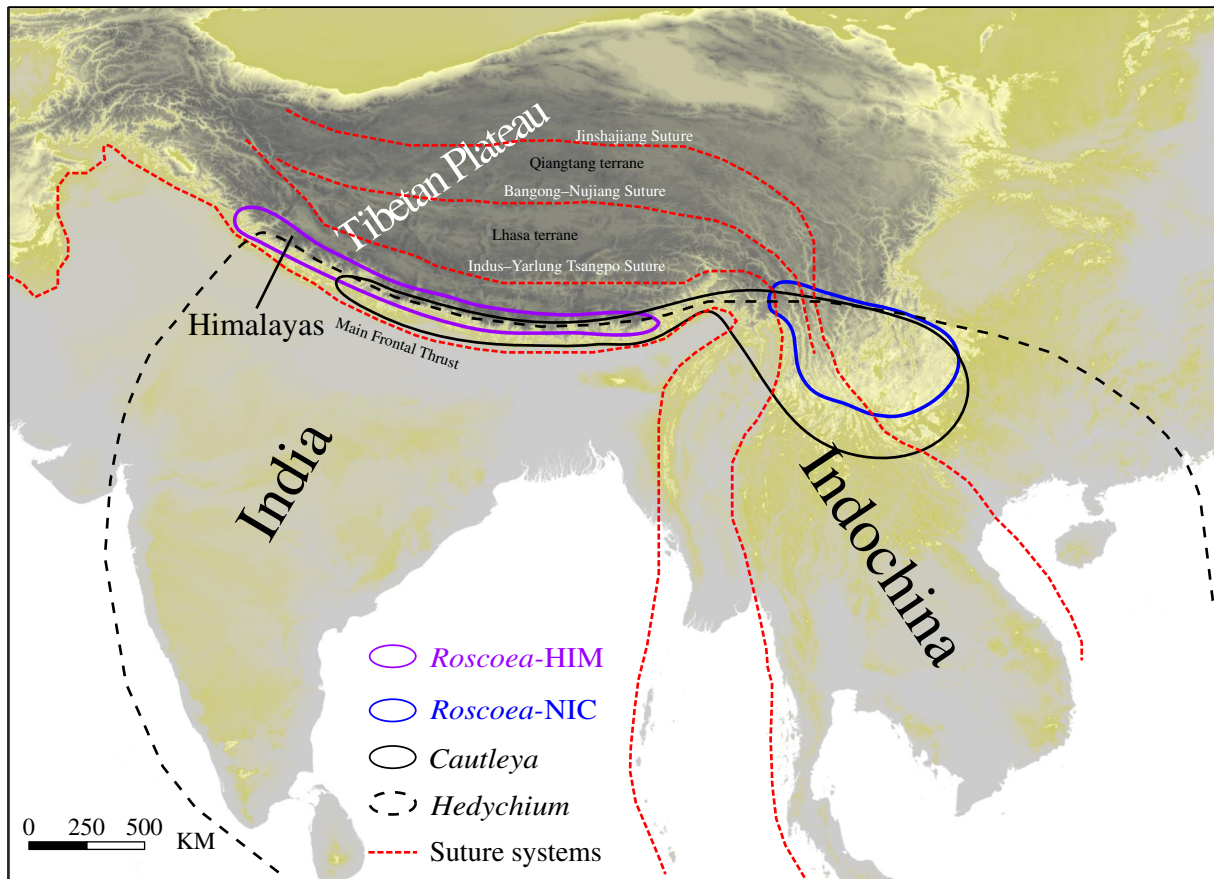 Jinshajiang Suture
Tibetan Plateau
Qiangtang terrane
Bangong–Nujiang Suture
Lhasa terrane
Indus–Yarlung Tsangpo Suture
Himalayas
Main Frontal Thrust
India
Indochina
Roscoea-HIM
Roscoea-NIC
Cautleya
Hedychium
Suture systems
0 250 500
KM